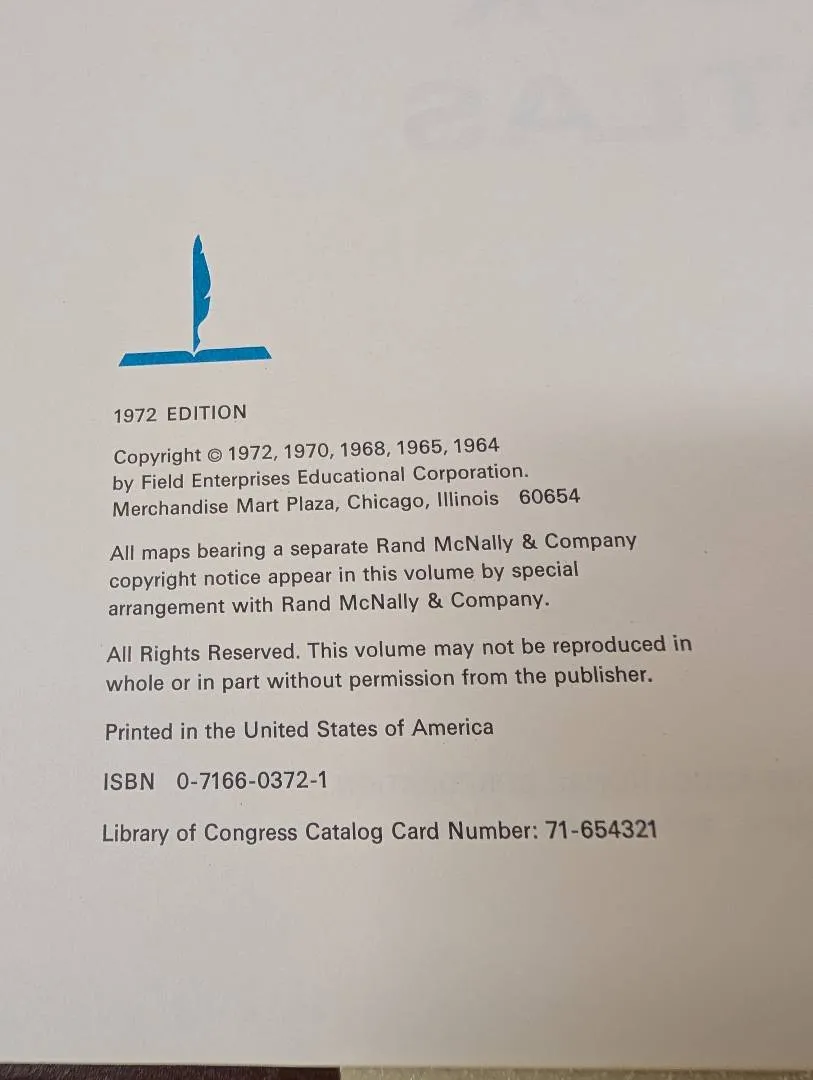 ATLAS
1972 EDITION
Copyright © 1972, 1970, 1968, 1965, 1964
by Field Enterprises Educational Corporation.
Merchandise Mart Plaza, Chicago, Illinois 60654
All maps bearing a separate Rand McNally & Company
copyright notice appear in this volume by special
arrangement with Rand McNally & Company.
All Rights Reserved. This volume may not be reproduced in
whole or in part without permission from the publisher.
Printed in the United States of America
ISBN 0-7166-0372-1
Library of Congress Catalog Card Number: 71-654321